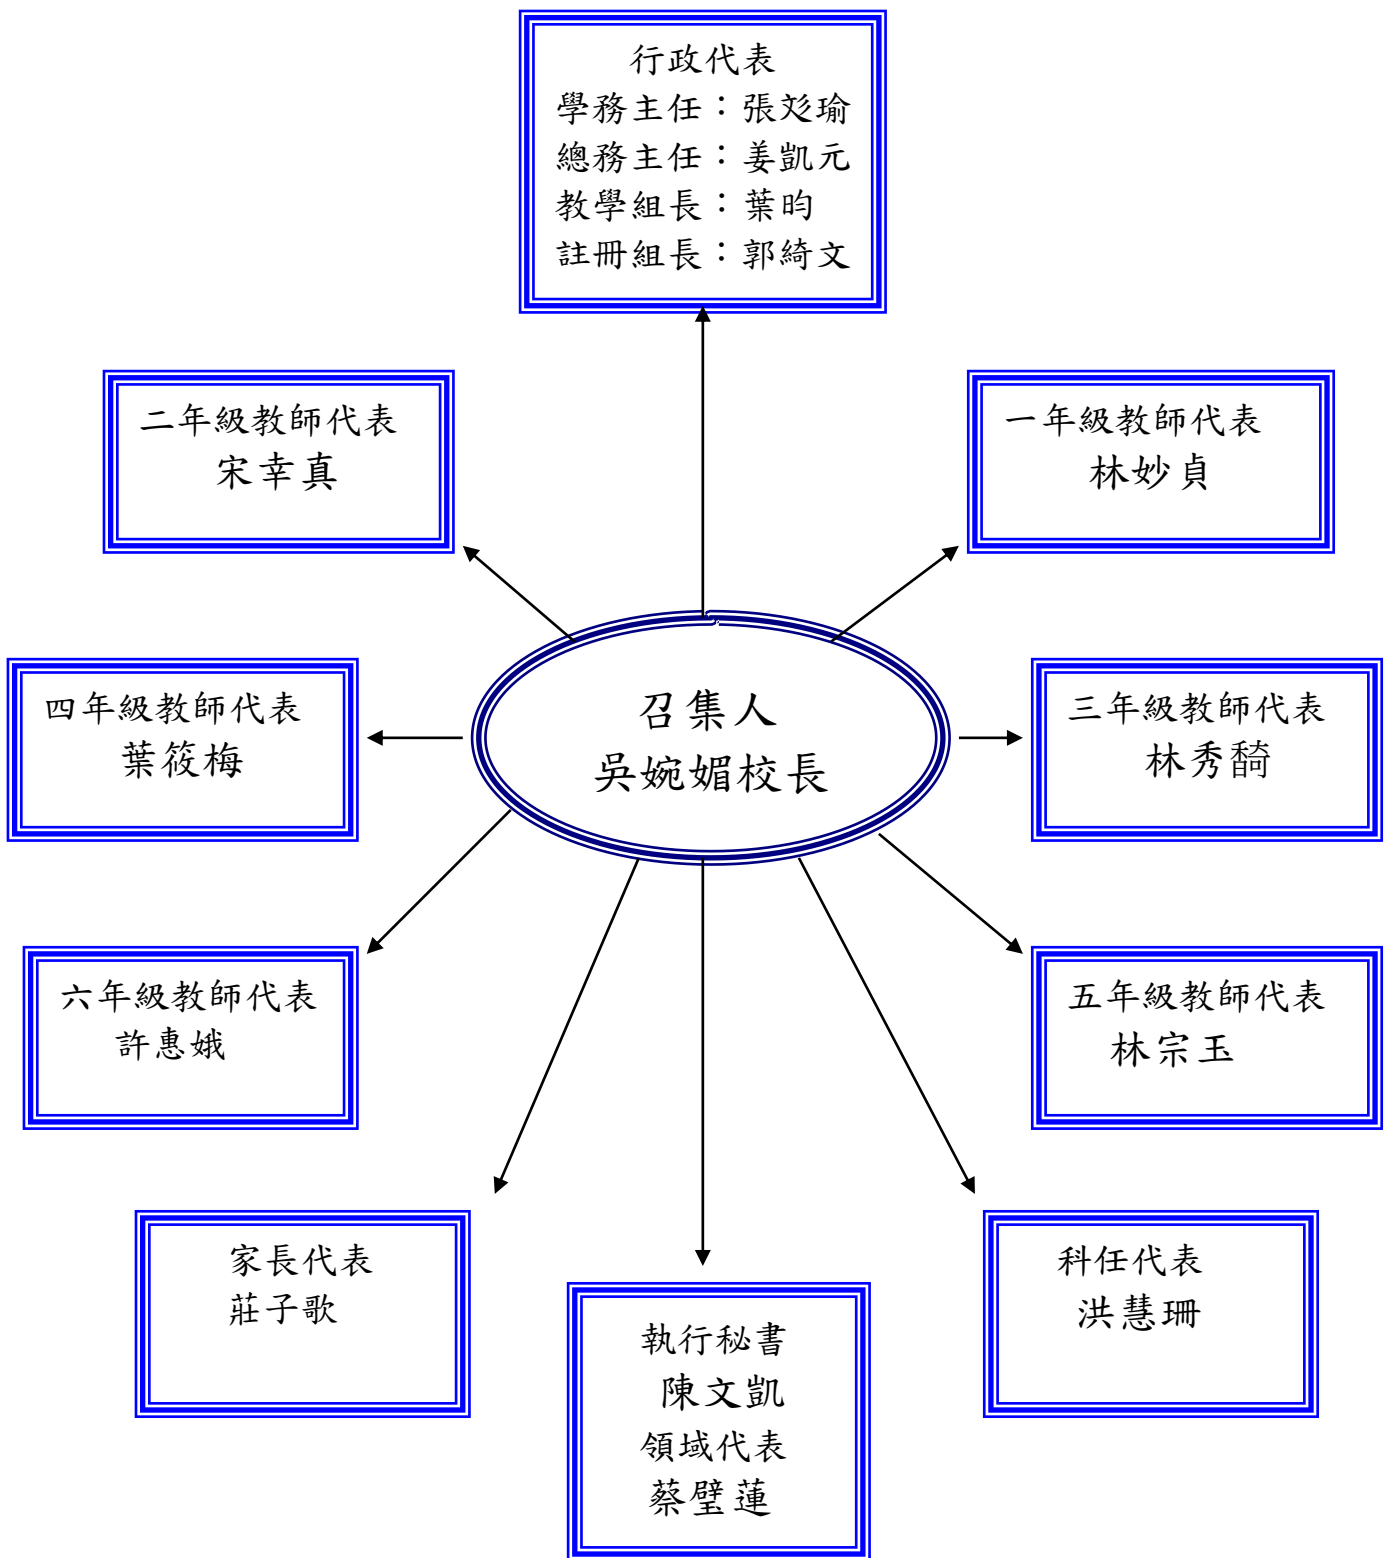 行政代表
學務主任：張彣瑜
總務主任：姜凱元
教學組長：葉昀
註冊組長：郭綺文
二年級教師代表
宋幸真
一年級教師代表
林妙貞
四年級教師代表
葉筱梅
召集人
吳婉媚校長
三年級教師代表
林秀馧
六年級教師代表
許惠娥
五年級教師代表
林宗玉
家長代表
莊子歌
執行秘書
陳文凱
領域代表
蔡璧蓮
科任代表
洪慧珊